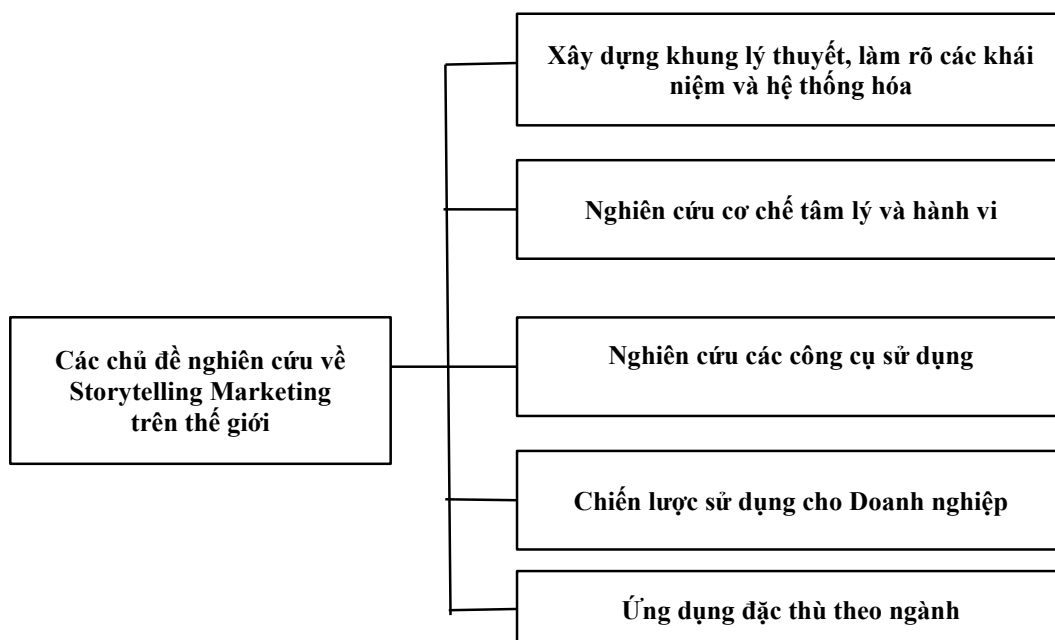 Xây dựng khung lý thuyết, làm rõ các khái
niệm và hệ thống hóa
Nghiên cứu cơ chế tâm lý và hành vi
Các chủ đề nghiên cứu về
Storytelling Marketing
trên thế giới
Nghiên cứu các công cụ sử dụng
Chiến lược sử dụng cho Doanh nghiệp
Ứng dụng đặc thù theo ngành